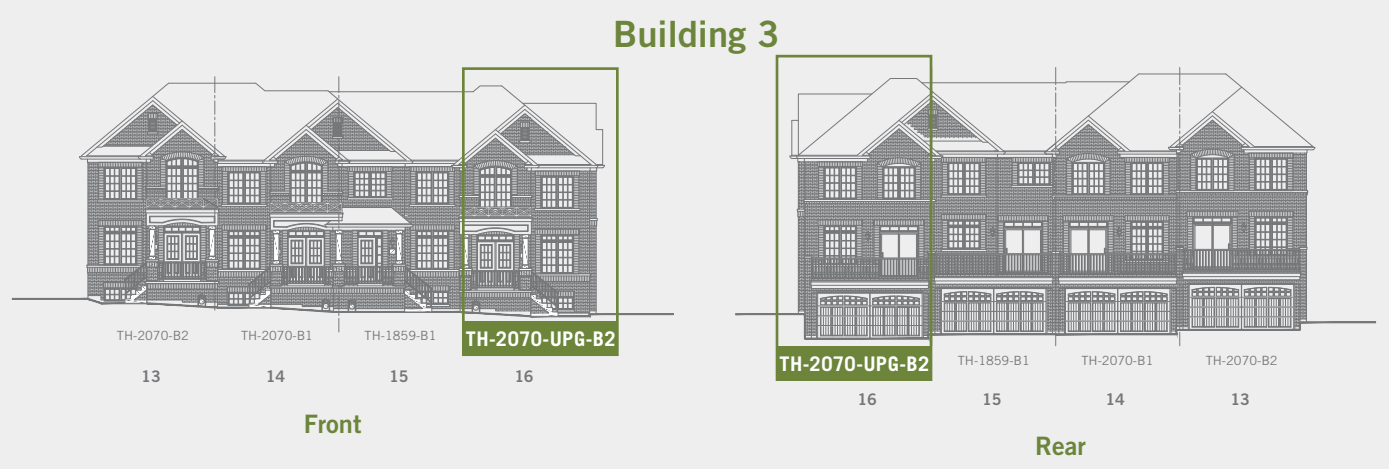 Building 3
TH-2070-B2 TH-2070-B1 TH-1859-B1 TH-2070-UPG-B2
13 14 15 16
Front
TH-2070-UPG-B2 TH-1859-B1 TH-2070-B1 TH-2070-B2
16 15 14 13
Rear